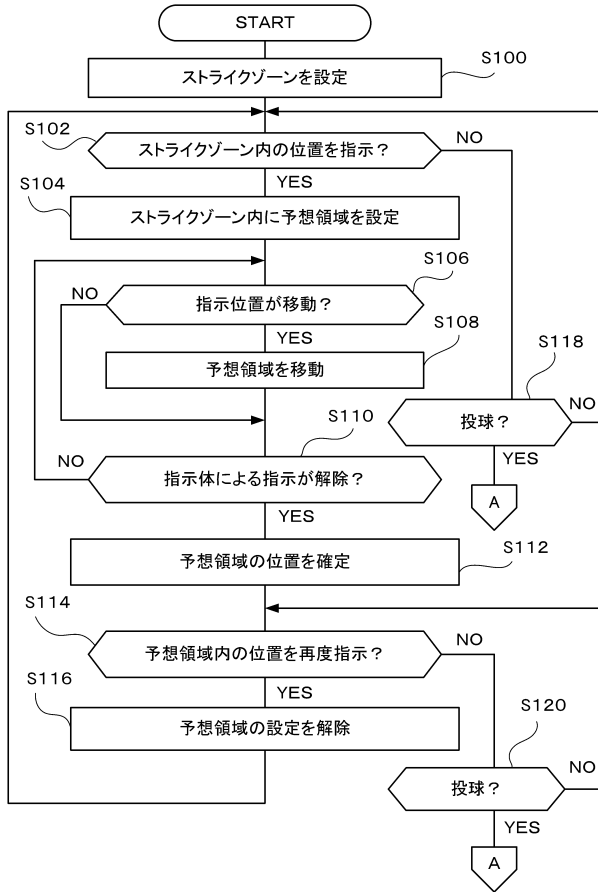 START
S100
ストライクゾーンを設定
S102
ストライクゾーン内の位置を指示？
NO
YES
S104
ストライクゾーン内に予想領域を設定
S106
指示位置が移動？
NO
YES
S108
予想領域を移動
S118
投球？
NO
YES
A
S110
指示体による指示が解除？
NO
YES
S112
予想領域の位置を確定
S114
予想領域内の位置を再度指示？
NO
YES
S116
予想領域の設定を解除
S120
投球？
NO
YES
A